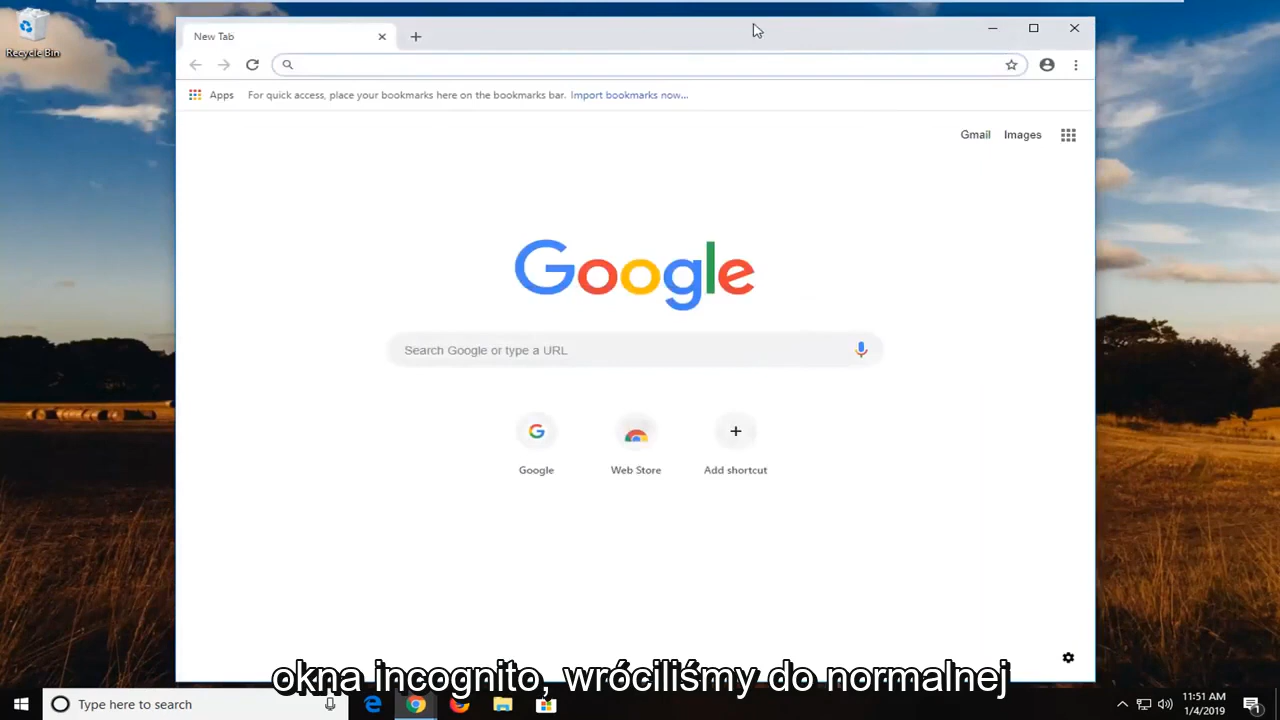 Recycle Bin
New Tab
Apps For quick access, place your bookmarks here on the bookmarks bar. Import bookmarks now...
Gmail Images
Google
Search Google or type a URL
Google Web Store Add shortcut
okna incognito, wróciliśmy do normalnej
Type here to search
11:51 AM
1/4/2019
1